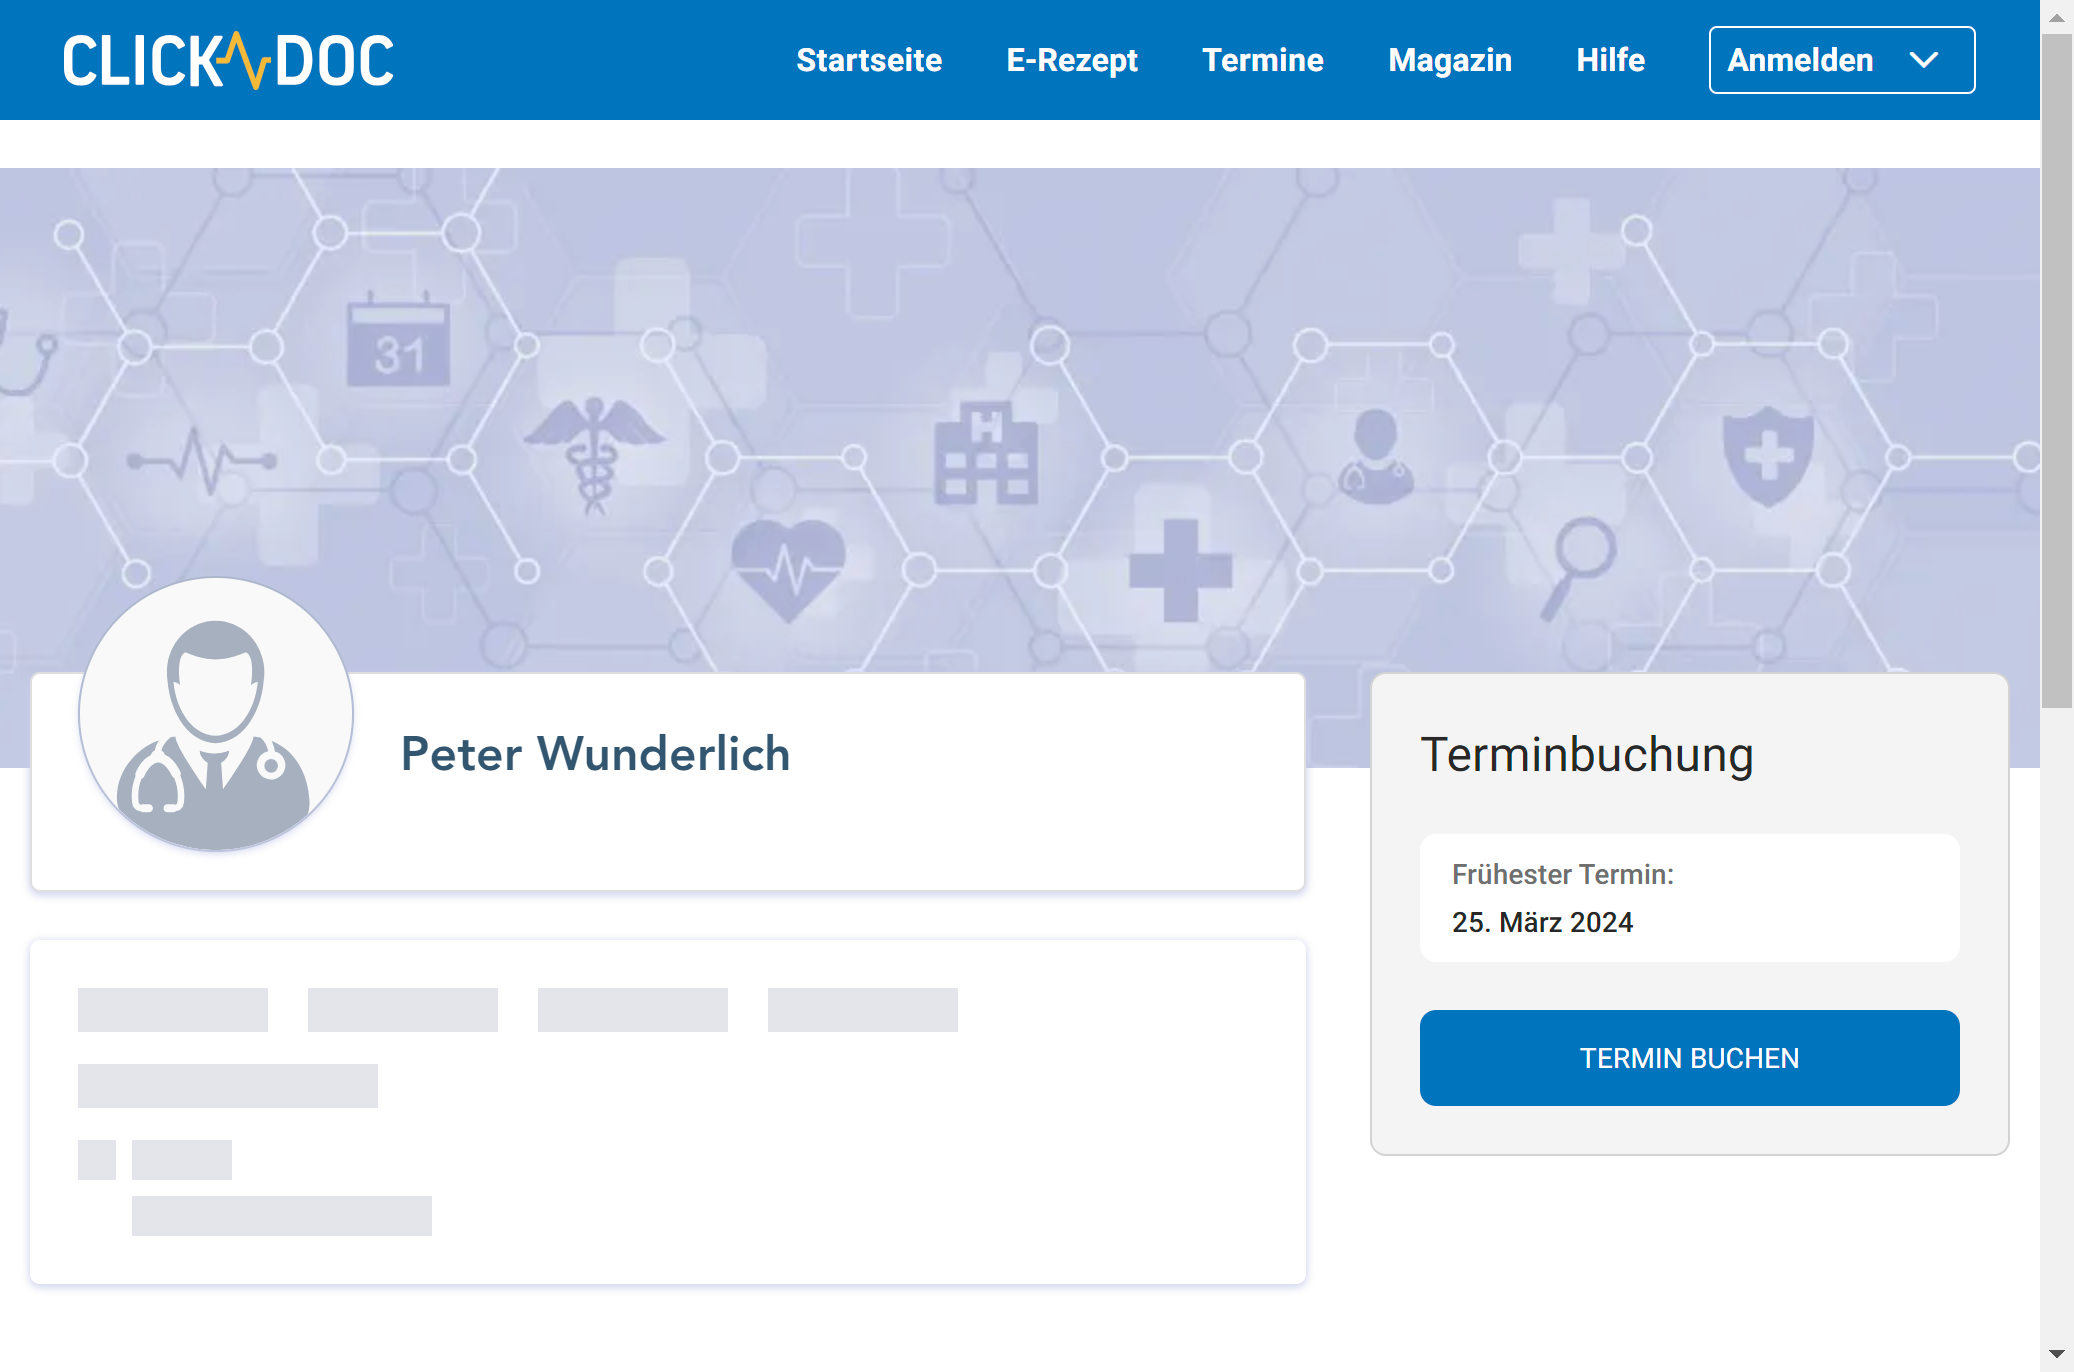 CLICKDOC
Startseite
E-Rezept
Termine
Magazin
Hilfe
Anmelden
31
H
Peter Wunderlich
Terminbuchung
Frühester Termin:
25. März 2024
TERMIN BUCHEN